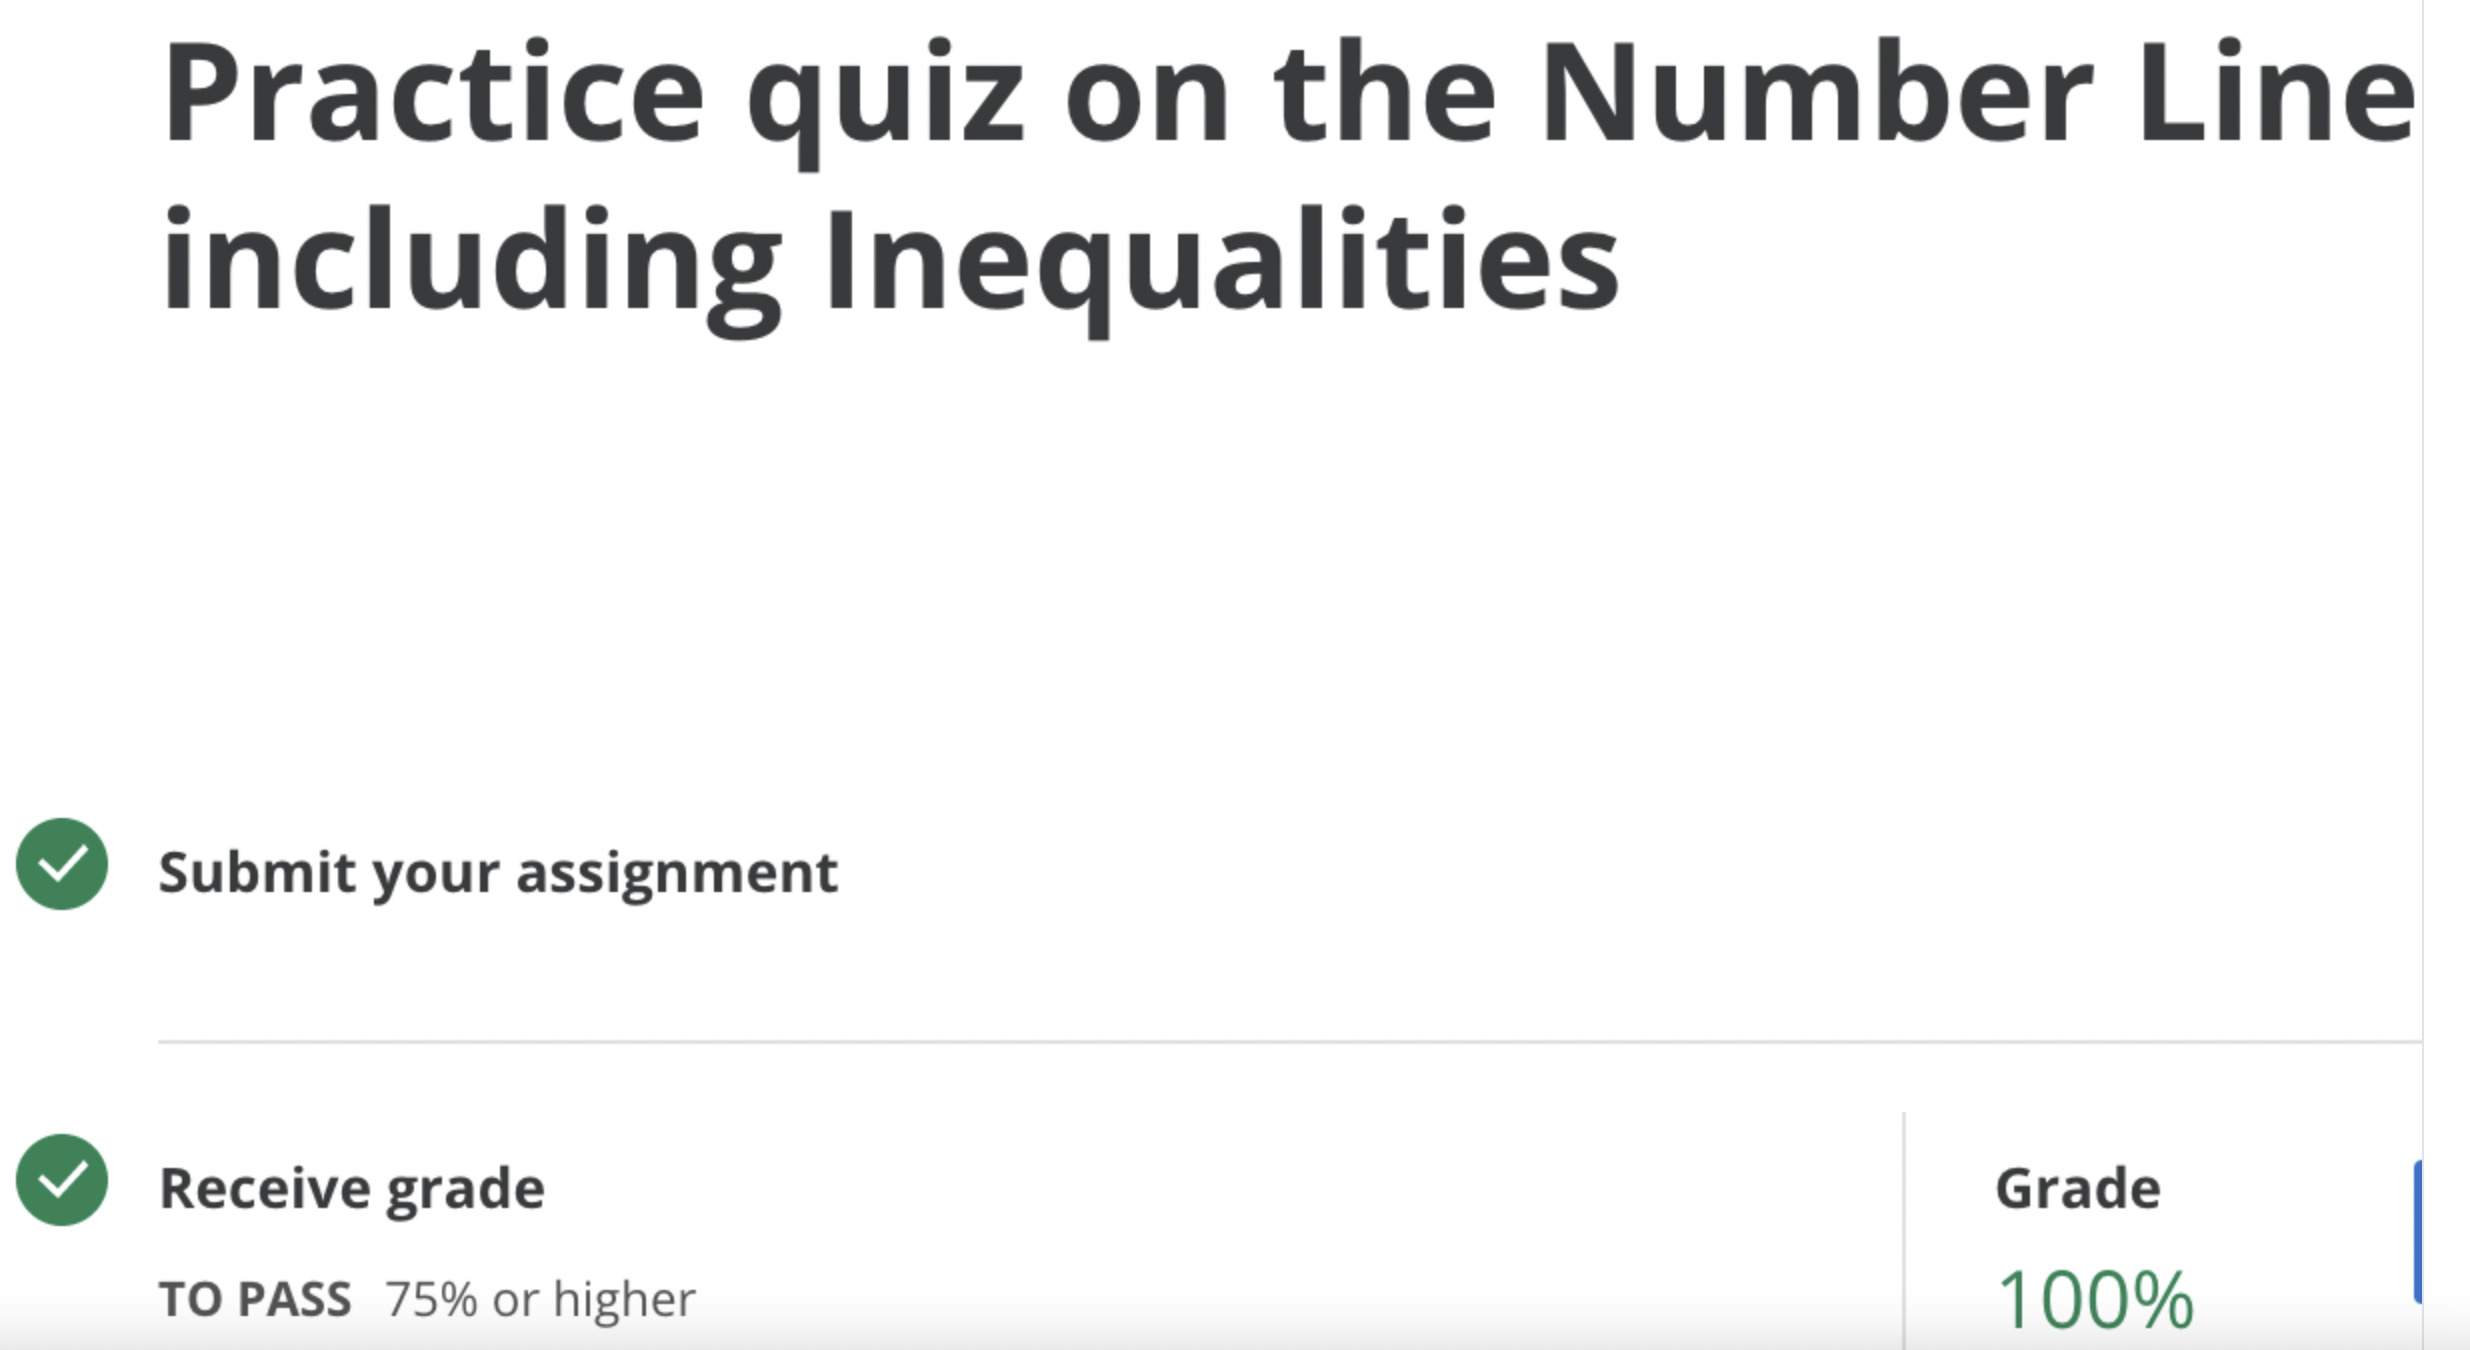 Practice quiz on the Number Line
including Inequalities
Submit your assignment
Receive grade
Grade
TO PASS 75% or higher
100%